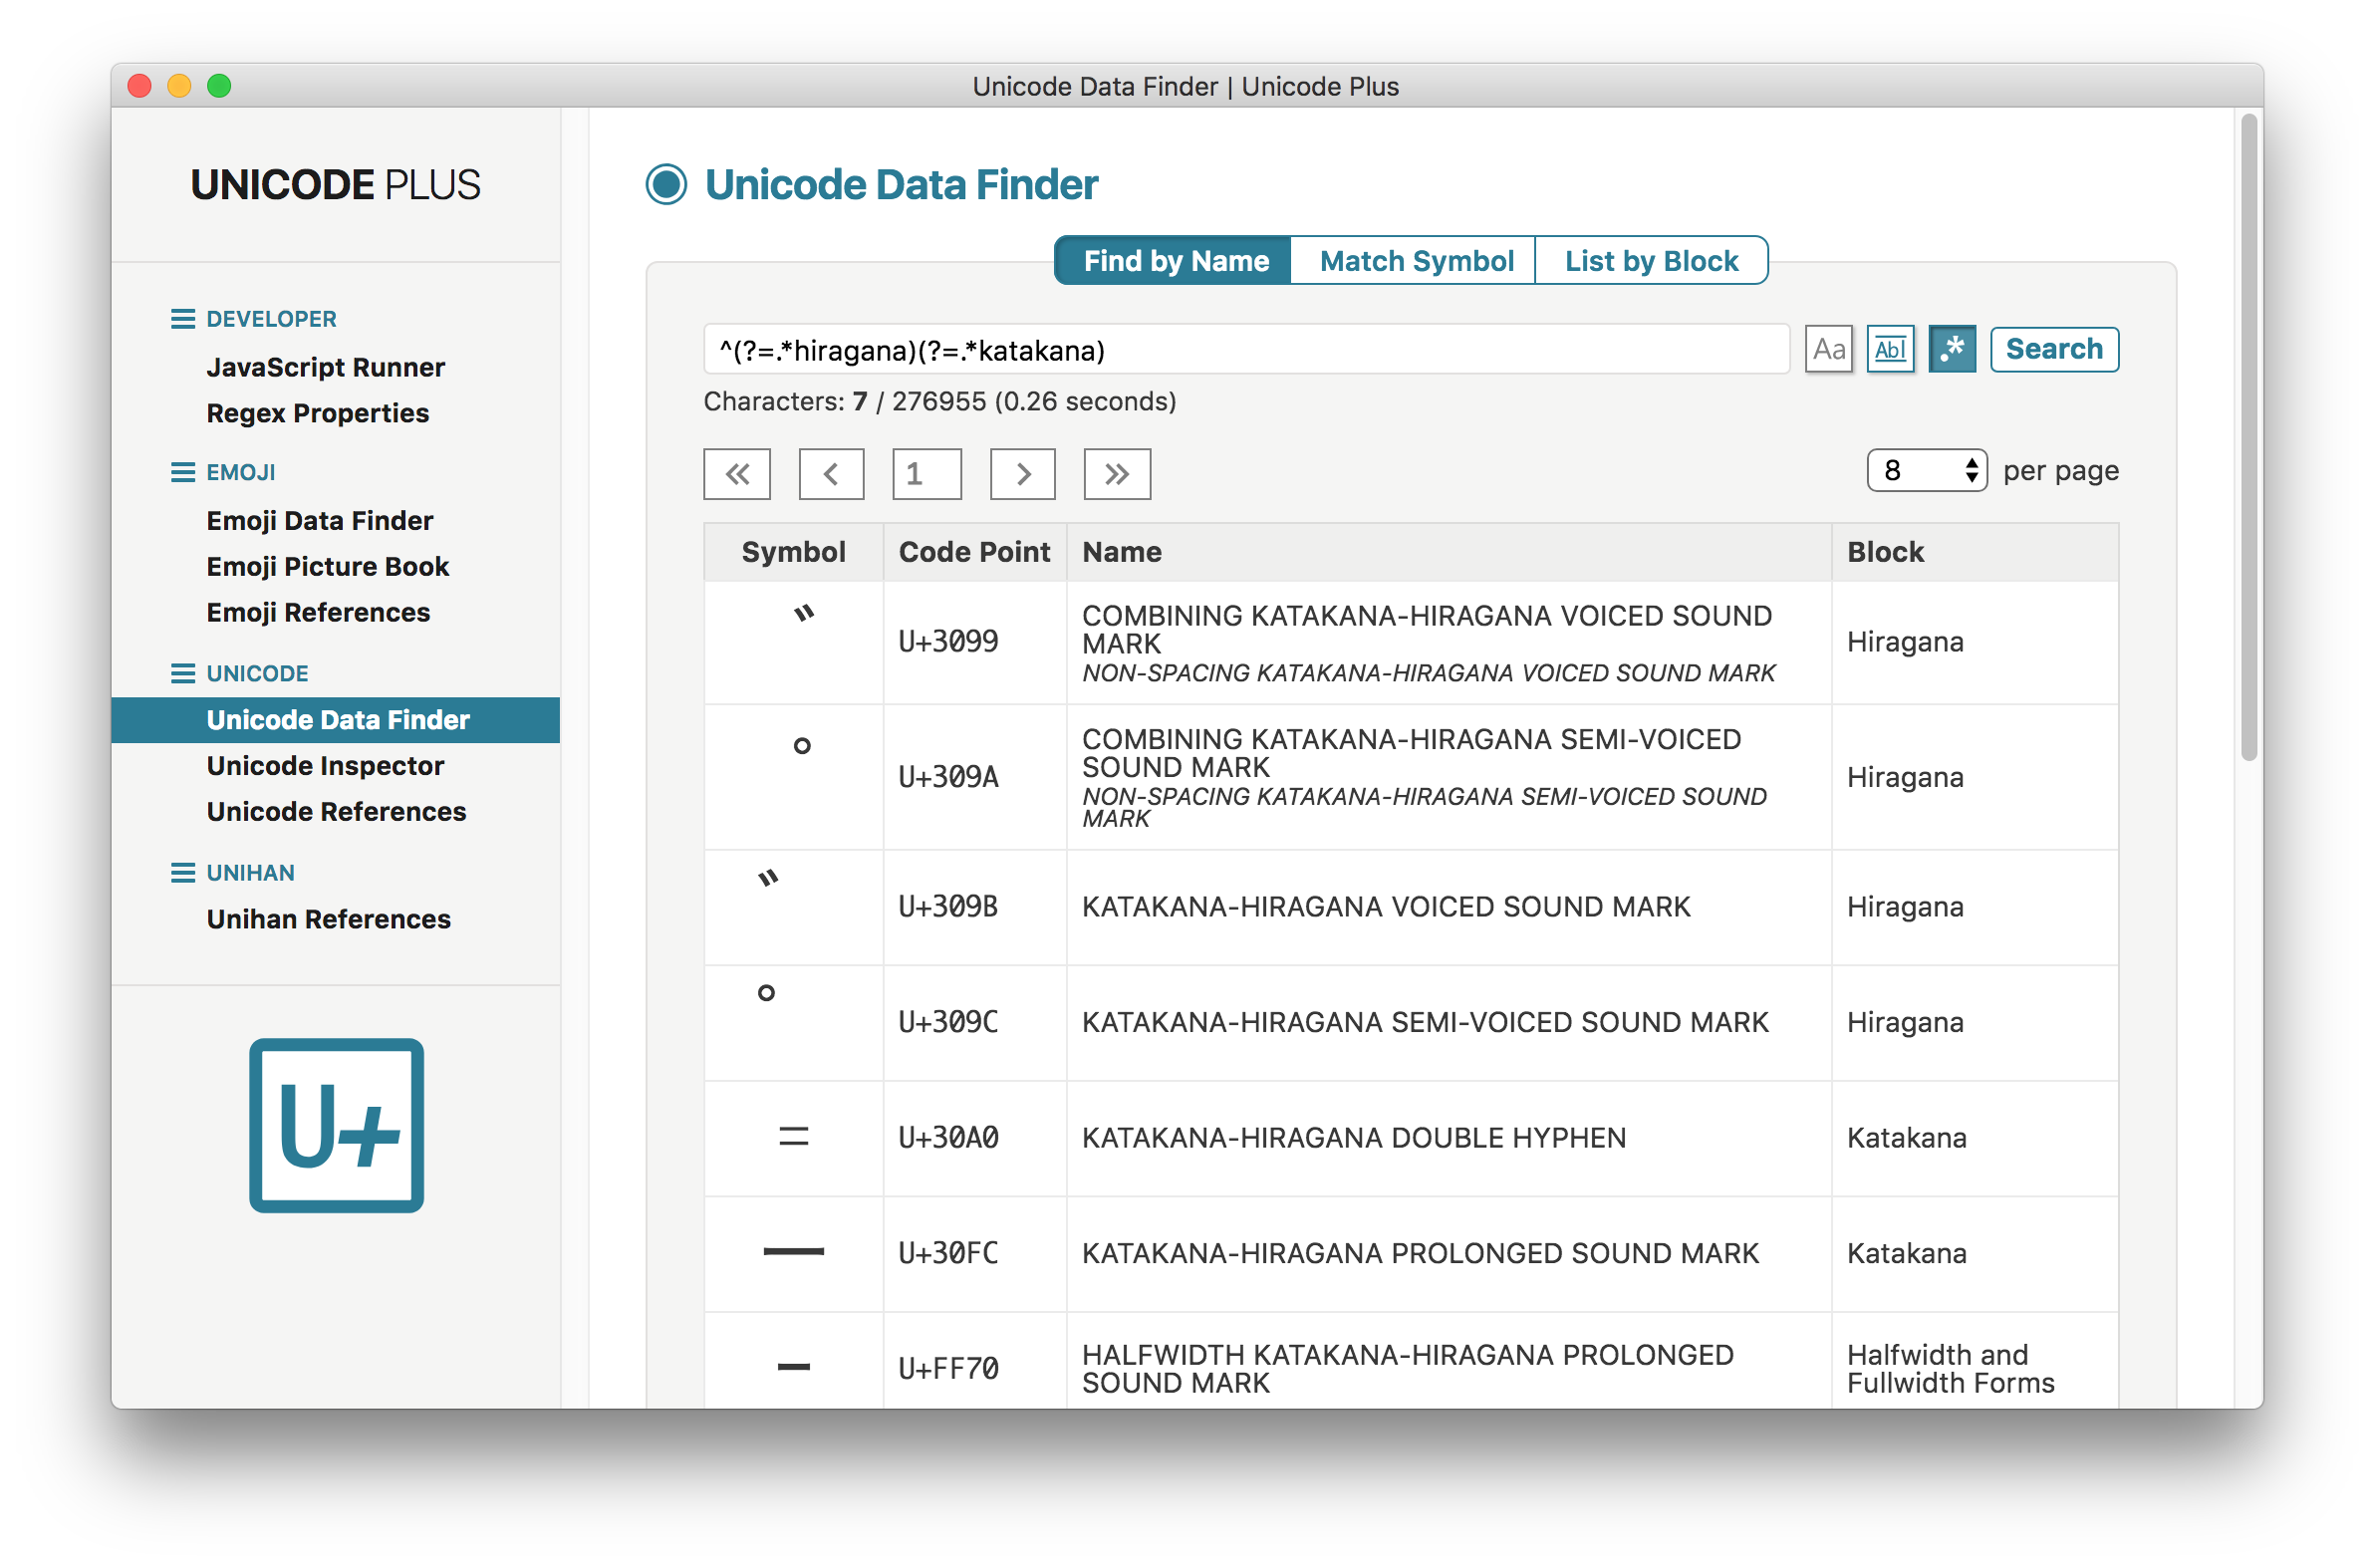 Unicode Data Finder | Unicode Plus
UNICODE PLUS
DEVELOPER
JavaScript Runner
Regex Properties
EMOJI
Emoji Data Finder
Emoji Picture Book
Emoji References
UNICODE
Unicode Data Finder
Unicode Inspector
Unicode References
UNIHAN
Unihan References
U+
Unicode Data Finder
Find by Name Match Symbol List by Block
^(?=.*hiragana)(?=.*katakana) Aa Abl .* Search
Characters: 7 / 276955 (0.26 seconds)
« ‹ 1 › » 8 per page
Symbol Code Point Name Block
゛ U+3099 COMBINING KATAKANA-HIRAGANA VOICED SOUND
MARK
NON-SPACING KATAKANA-HIRAGANA VOICED SOUND MARK
Hiragana
゜ U+309A COMBINING KATAKANA-HIRAGANA SEMI-VOICED
SOUND MARK
NON-SPACING KATAKANA-HIRAGANA SEMI-VOICED SOUND
MARK
Hiragana
゛ U+309B KATAKANA-HIRAGANA VOICED SOUND MARK Hiragana
゜ U+309C KATAKANA-HIRAGANA SEMI-VOICED SOUND MARK Hiragana
゠ U+30A0 KATAKANA-HIRAGANA DOUBLE HYPHEN Katakana
ー U+30FC KATAKANA-HIRAGANA PROLONGED SOUND MARK Katakana
ｰ U+FF70 HALFWIDTH KATAKANA-HIRAGANA PROLONGED
SOUND MARK
Halfwidth and
Fullwidth Forms